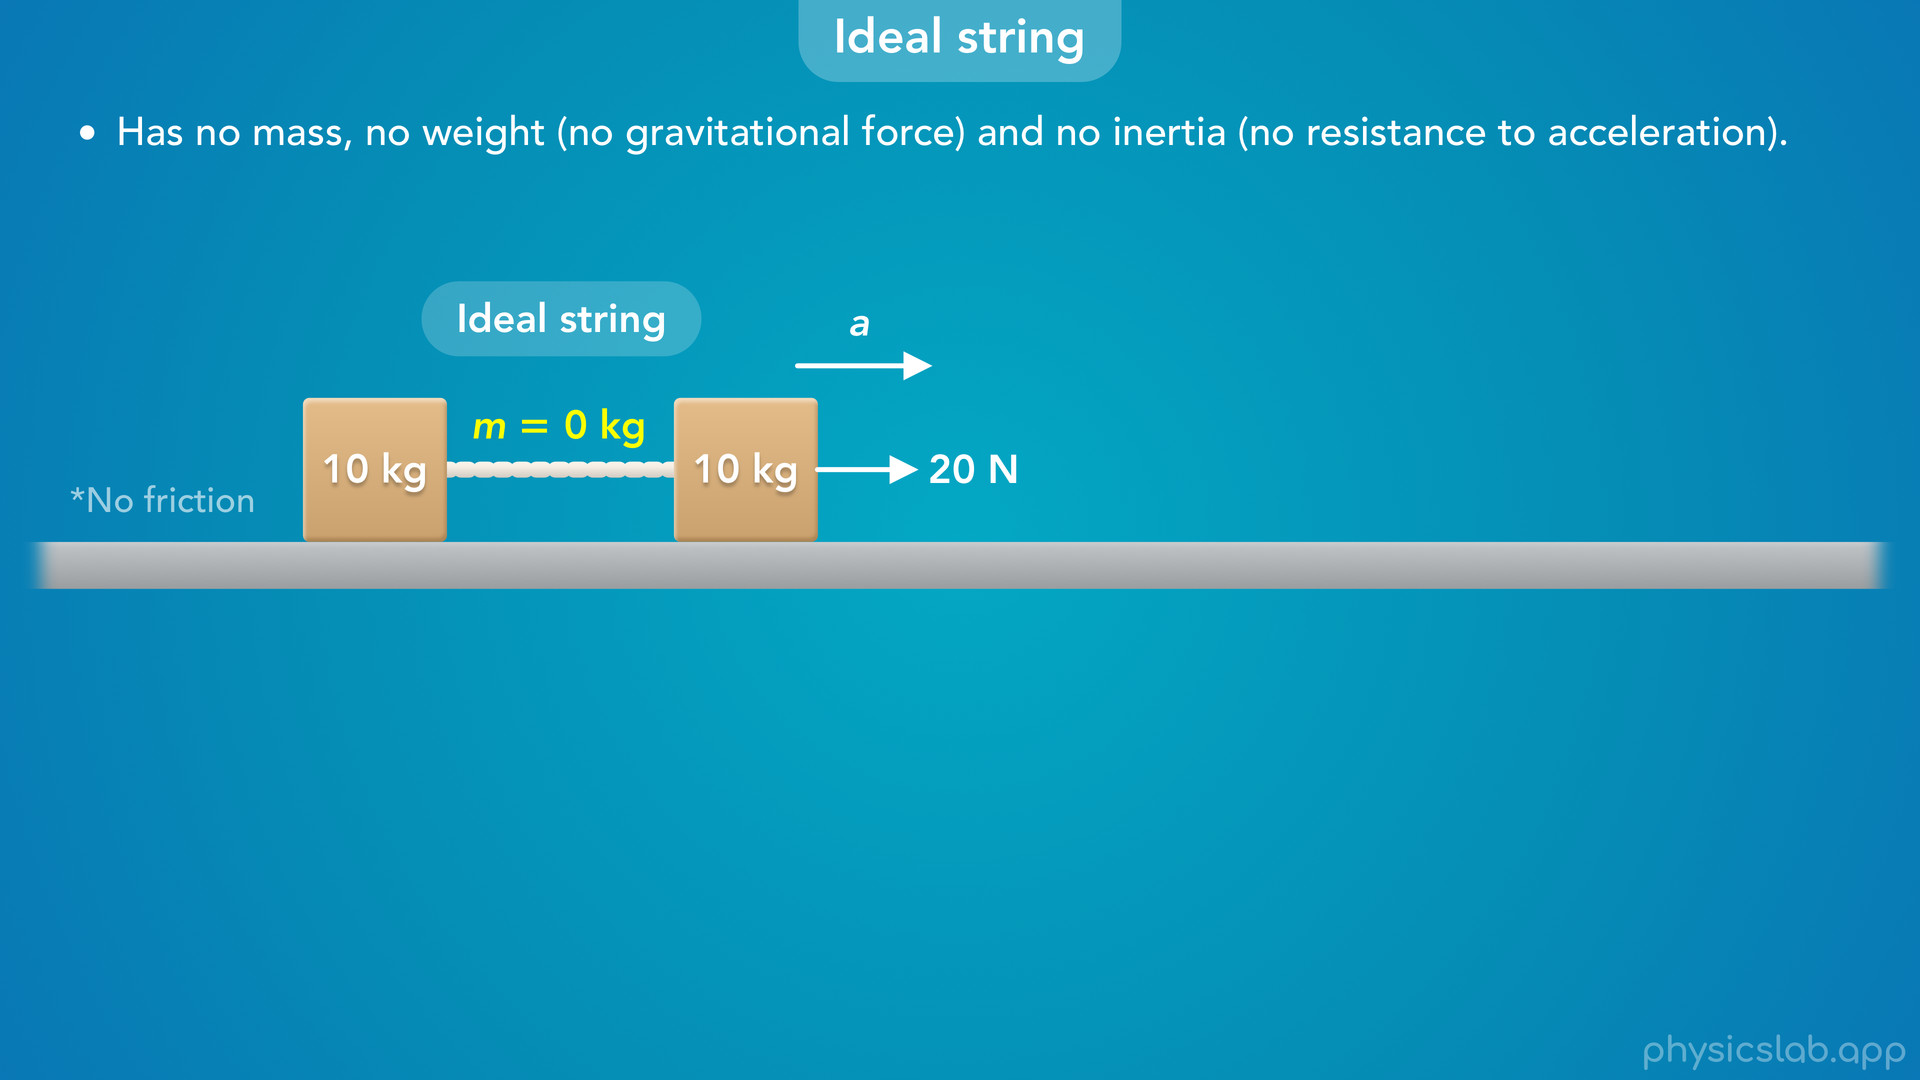 Ideal string
• Has no mass, no weight (no gravitational force) and no inertia (no resistance to acceleration).
Ideal string
a
m = 0 kg
10 kg
10 kg
20 N
*No friction
physicslab.app